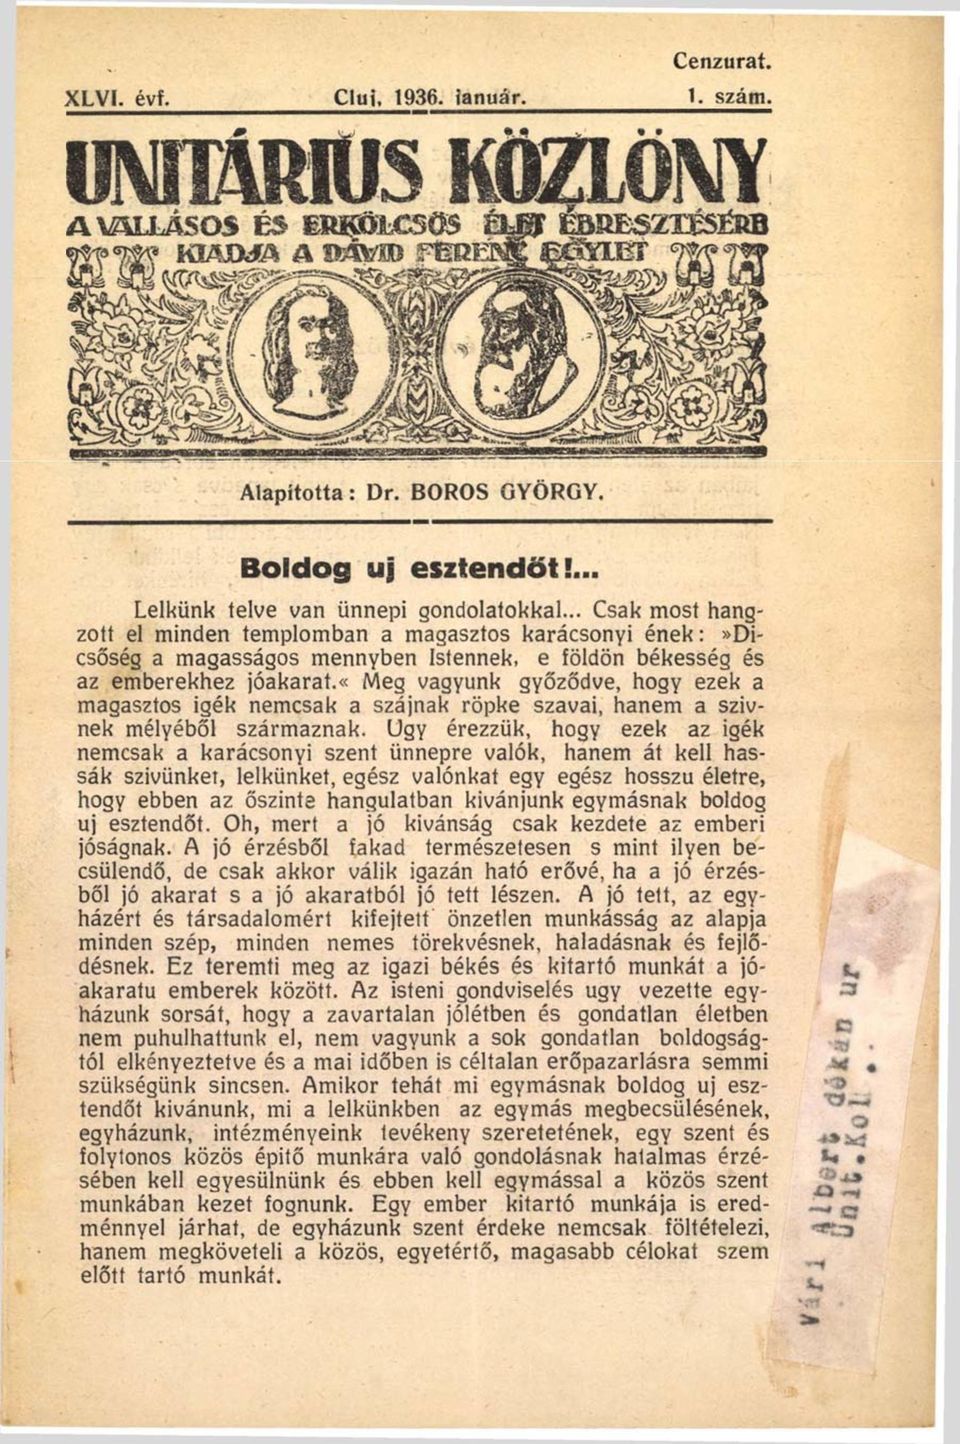 Cenzurat.
XLVI. évf. Cluj, 1936. január. 1. szám.
UNITÁRIUS KÖZLÖNY
A VALLÁSOS ÉS ERKÖLCSÖS ÉLET ÉBRESZTÉSÉRE
KIADJA A DÁVID FERENC EGYLET
Alapította: Dr. BOROS GYÖRGY.
Boldog uj esztendőt!...
Lelkünk telve van ünnepi gondolatokkal... Csak most hang-
zott el minden templomban a magasztos karácsonyi ének: »Di-
csőség a magasságos mennyben Istennek, e földön békesség és
az emberekhez jóakarat.« Meg vagyunk győződve, hogy ezek a
magasztos igék nemcsak a szájnak röpke szavai, hanem a sziv-
nek mélyéből származnak. Ugy érezzük, hogy ezek az igék
nemcsak a karácsonyi szent ünnepre valók, hanem át kell has-
sák szivünket, lelkünket, egész valónkat egy egész hosszu életre,
hogy ebben az őszinte hangulatban kivánjunk egymásnak boldog
uj esztendőt. Oh, mert a jó kivánság csak kezdete az emberi
jóságnak. A jó érzésből fakad természetesen s mint ilyen be-
csülendő, de csak akkor válik igazán ható erővé, ha a jó érzés-
ből jó akarat s a jó akaratból jó tett lészen. A jó tett, az egy-
házért és társadalomért kifejtett önzetlen munkásság az alapja
minden szép, minden nemes törekvésnek, haladásnak és fejlő-
désnek. Ez teremti meg az igazi békés és kitartó munkát a jó-
akaratu emberek között. Az isteni gondviselés ugy vezette egy-
házunk sorsát, hogy a zavartalan jólétben és gondatlan életben
nem puhulhattunk el, nem vagyunk a sok gondatlan boldogság-
tól elkényeztetve és a mai időben is céltalan erőpazarlásra semmi
szükségünk sincsen. Amikor tehát mi egymásnak boldog uj esz-
tendőt kivánunk, mi a lelkünkben az egymás megbecsülésének,
egyházunk, intézményeink tevékeny szeretetének, egy szent és
folytonos közös épitő munkára való gondolásnak hatalmas érzé-
sében kell egyesülnünk és ebben kell egymással a közös szent
munkában kezet fognunk. Egy ember kitartó munkája is ered-
ménnyel járhat, de egyházunk szent érdeke nemcsak föltételezi,
hanem megköveteli a közös, egyetértő, magasabb célokat szem
előtt tartó munkát.
Vári Albert dékán ur
Unit.Koll.